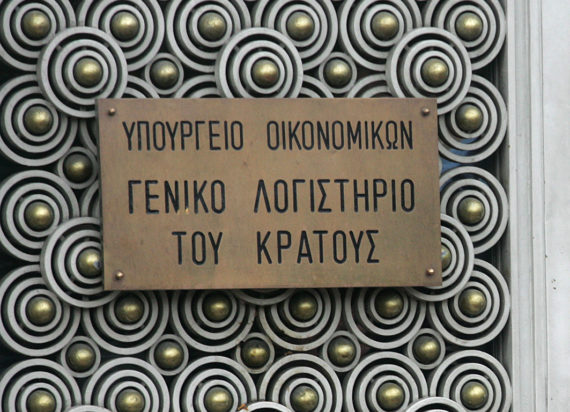 ΥΠΟΥΡΓΕΙΟ ΟΙΚΟΝΟΜΙΚΩΝ
ΓΕΝΙΚΟ ΛΟΓΙΣΤΗΡΙΟ
ΤΟΥ ΚΡΑΤΟΥΣ